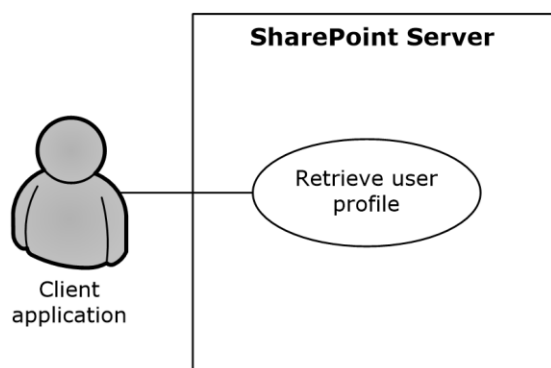 SharePoint Server
Retrieve user
profile
Client
application